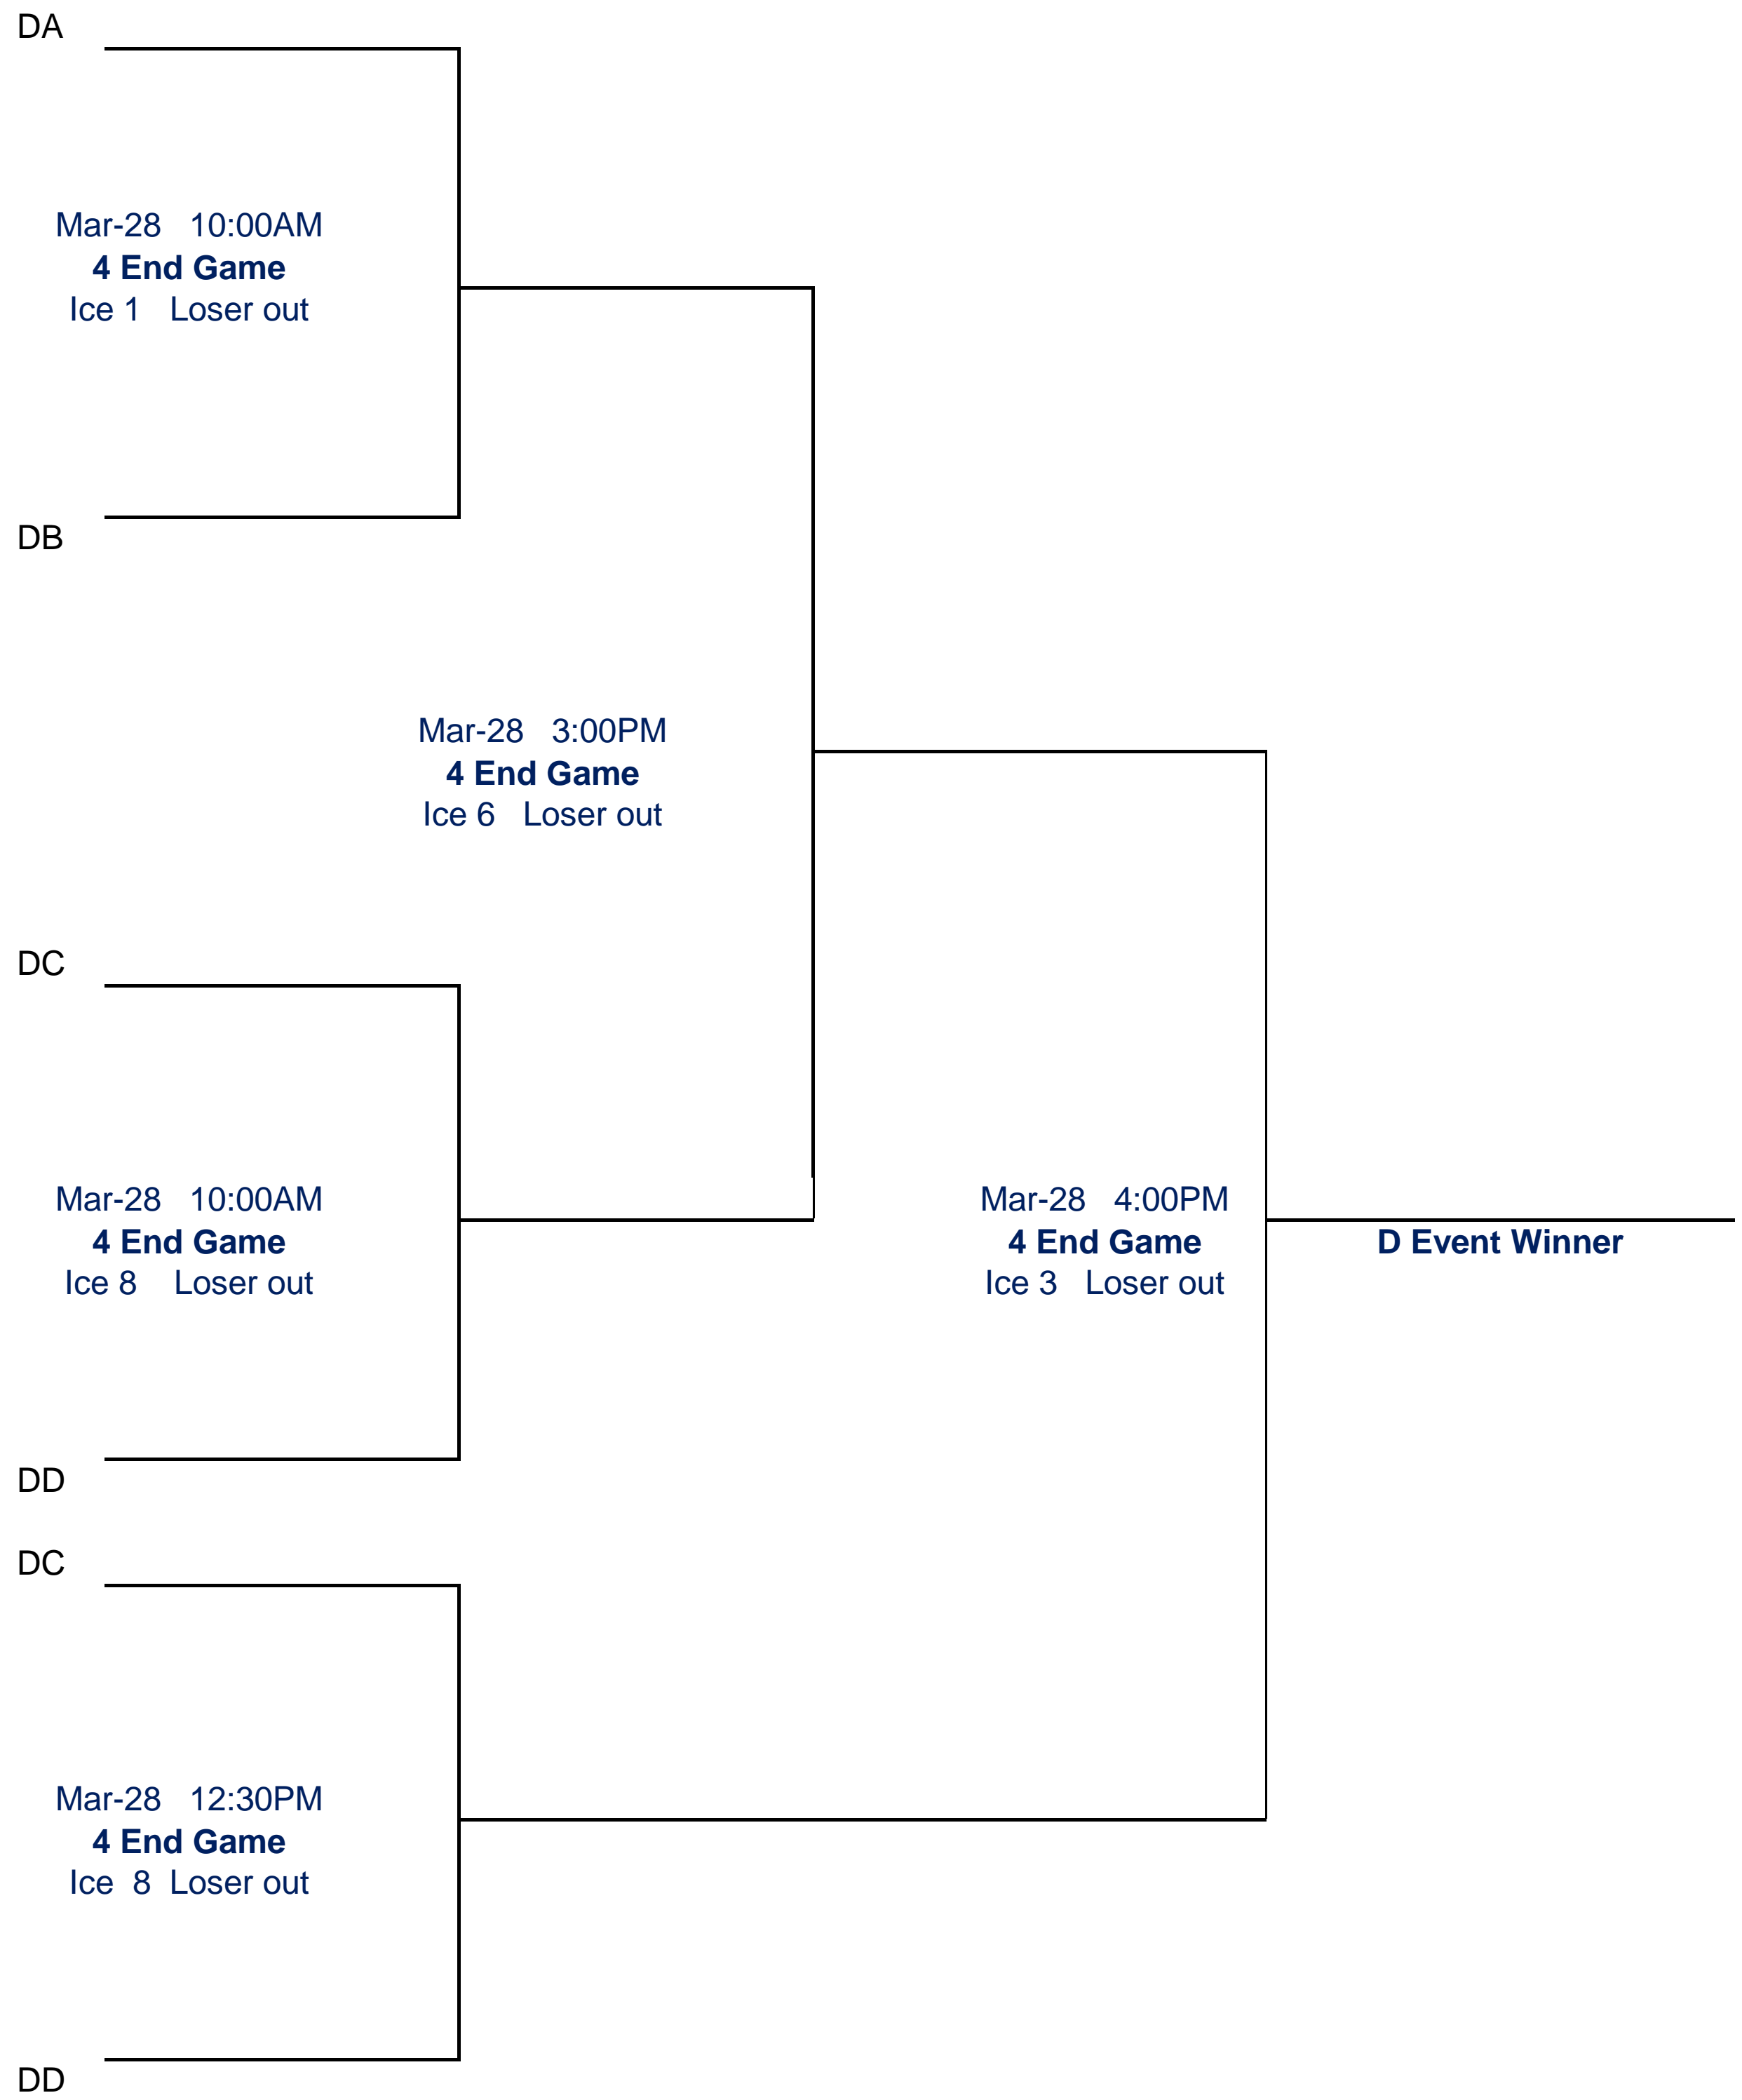 DA
Mar-28 10:00AM
4 End Game
Ice 1 Loser out
DB
Mar-28 3:00PM
4 End Game
Ice 6 Loser out
DC
Mar-28 10:00AM
4 End Game
Ice 8 Loser out
Mar-28 4:00PM
4 End Game
Ice 3 Loser out
D Event Winner
DD
DC
Mar-28 12:30PM
4 End Game
Ice 8 Loser out
DD